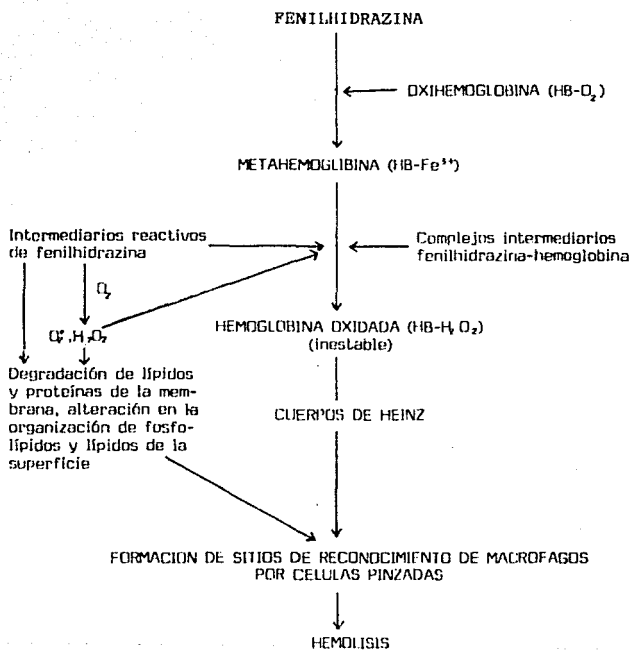 FENILHIDRAZINA
OXIHEMOGLOBINA (HB-O₂)
METAHEMOGLIBINA (HB-Fe³⁺)
Intermediarios reactivos
de fenilhidrazina
Complejos intermediarios
fenilhidrazina-hemoglobina
O₂
,H₂O₂
HEMOGLOBINA OXIDADA (HB-H₂O₂)
(inestable)
Degradación de lípidos
y proteínas de la mem-
brana, alteración en la
organización de fosfo-
lípidos y lípidos de la
superficie
CUERPOS DE HEINZ
FORMACION DE SITIOS DE RECONOCIMIENTO DE MACROFAGOS
POR CELULAS PINZADAS
HEMOLISIS